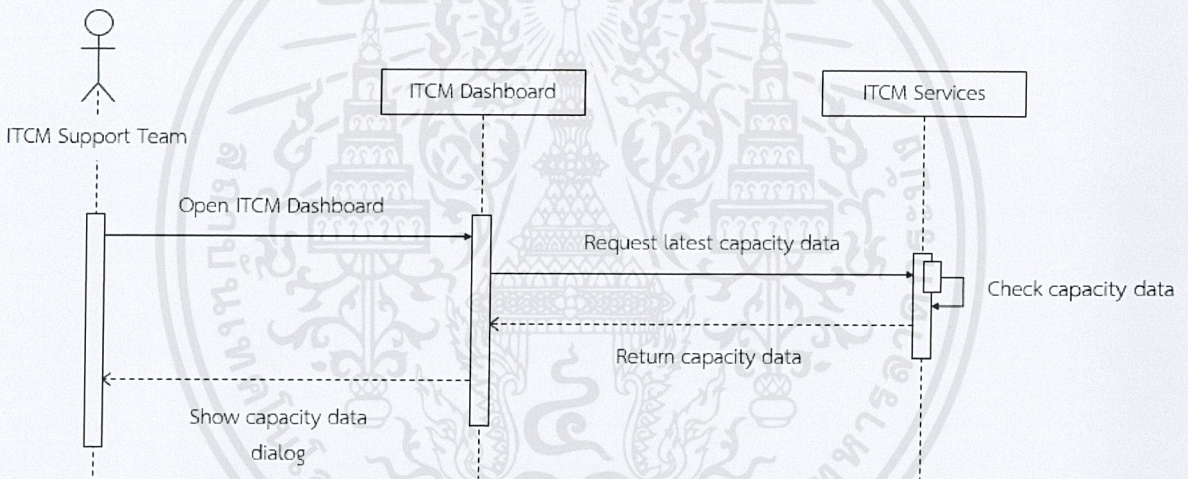 ITCM Dashboard
ITCM Services
ITCM Support Team
Open ITCM Dashboard
Request latest capacity data
Check capacity data
Return capacity data
Show capacity data
dialog